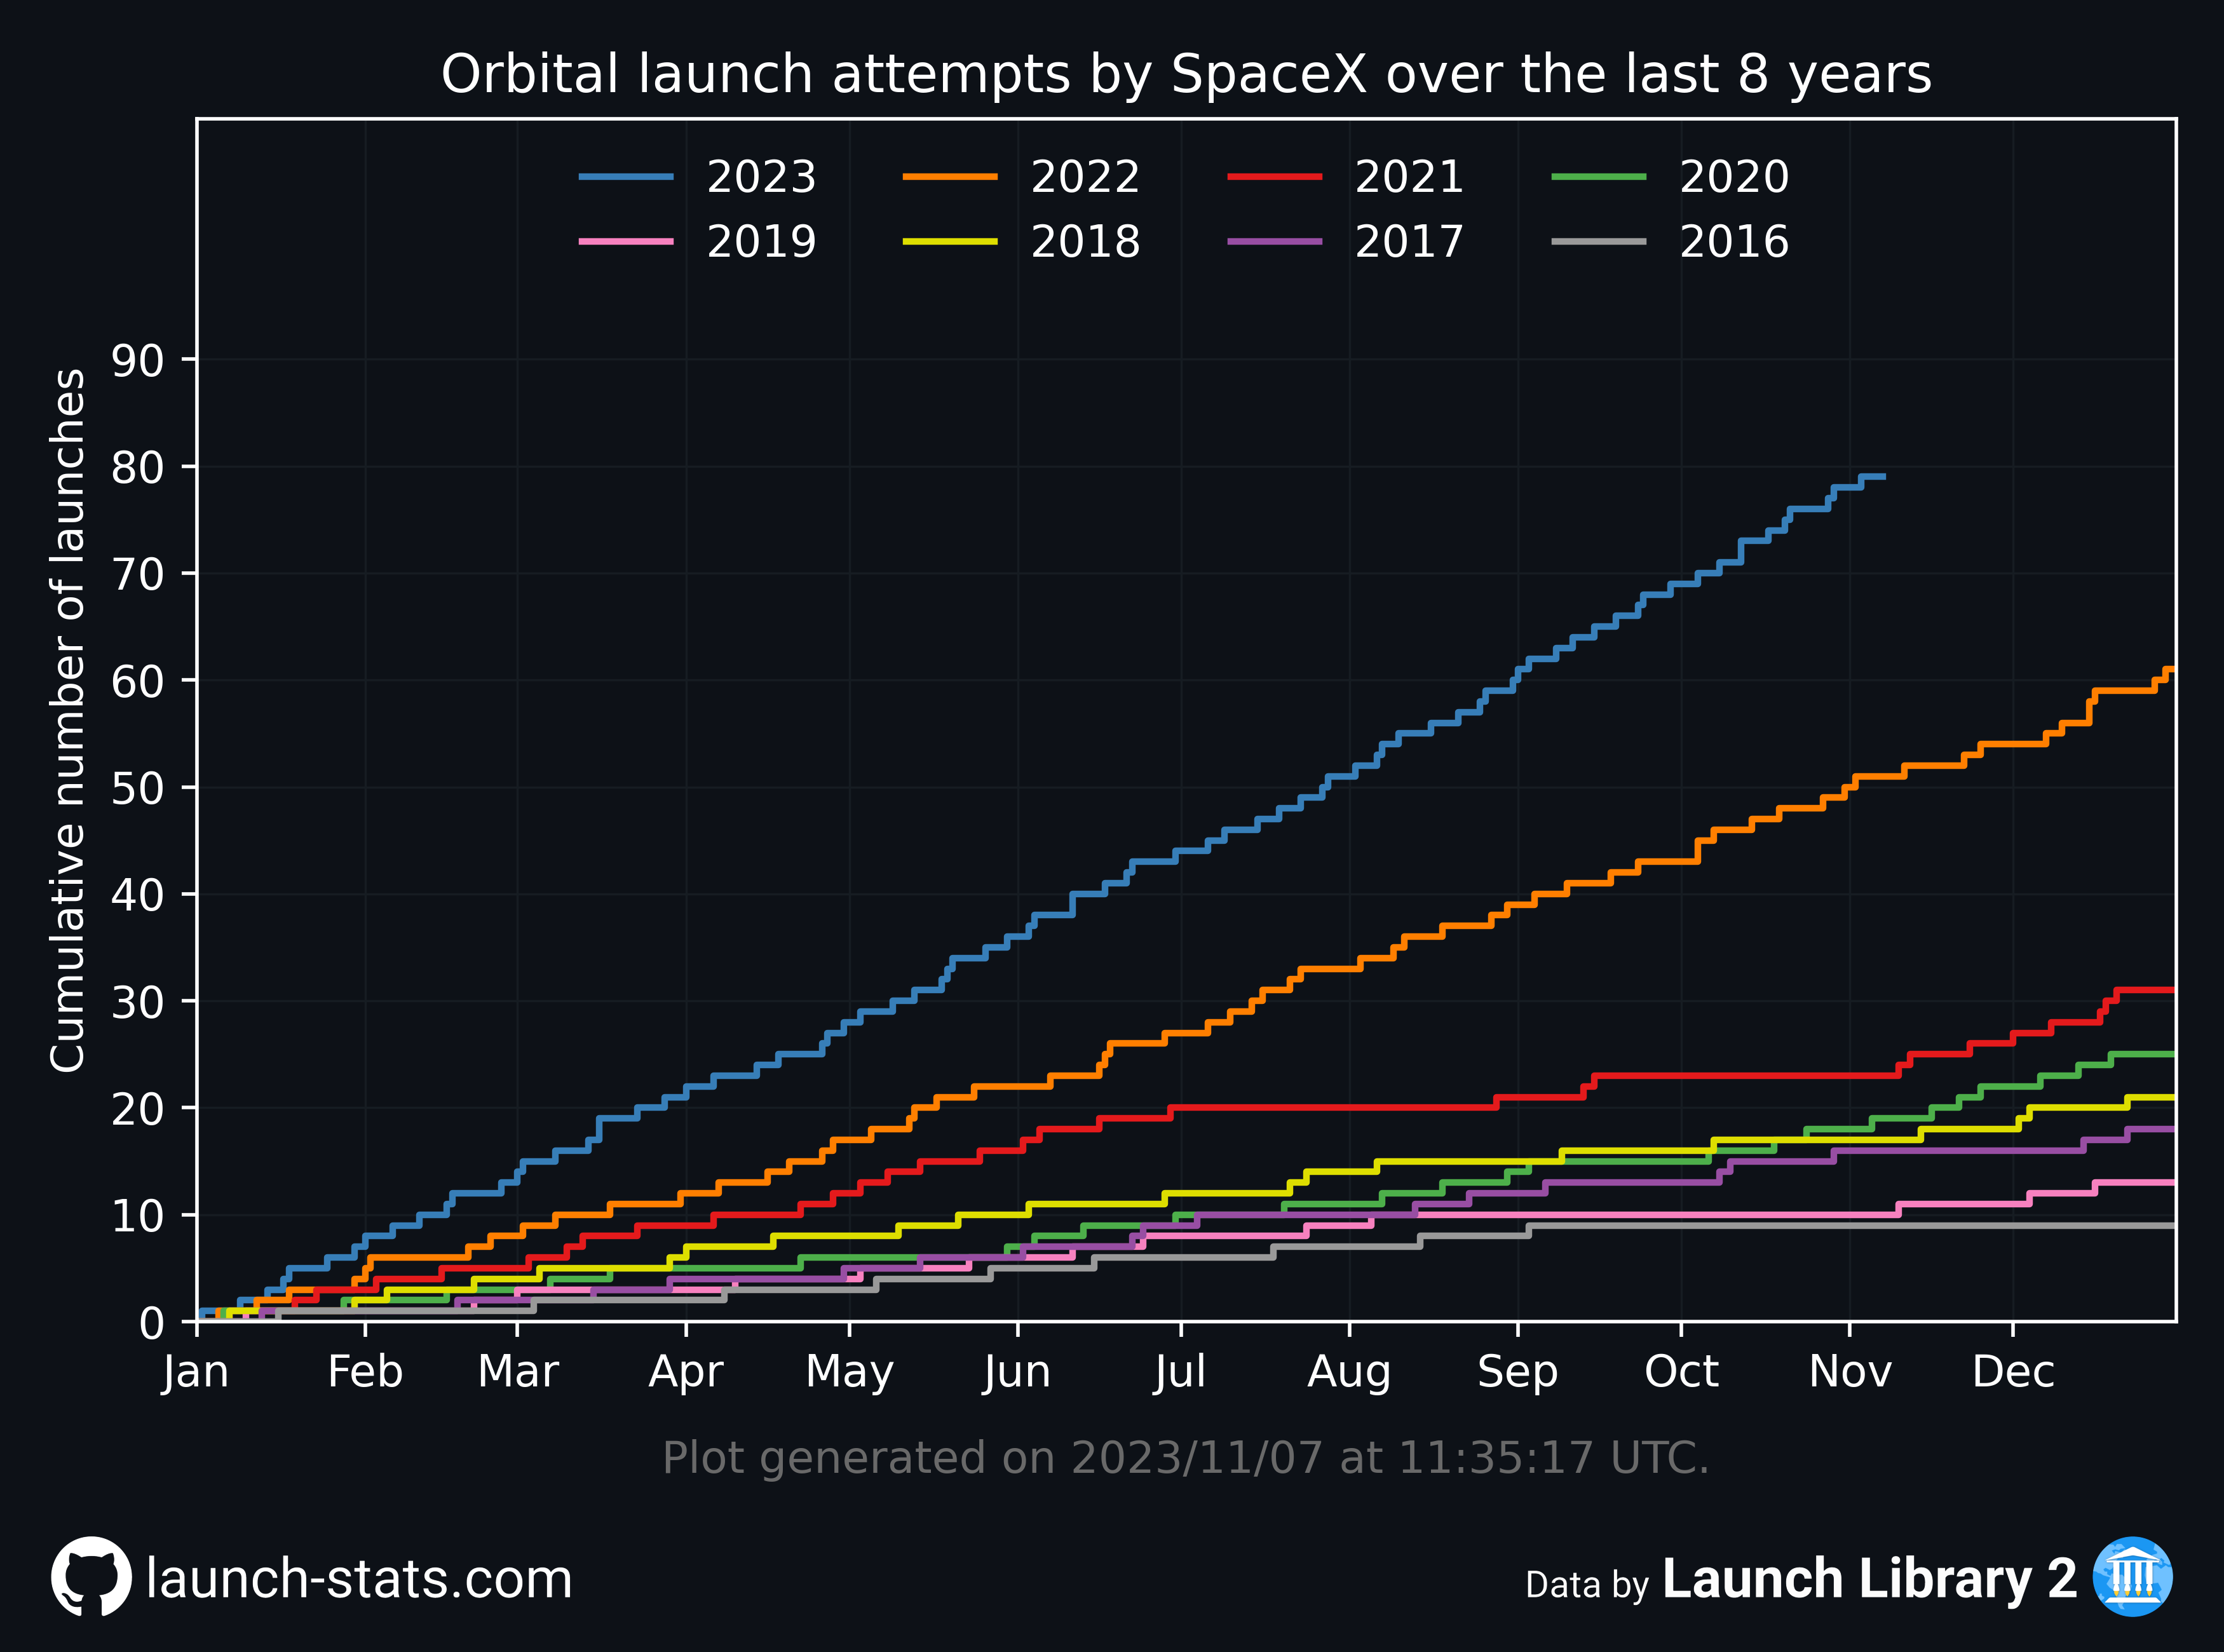 Orbital launch attempts by SpaceX over the last 8 years
2023 2022 2021 2020
2019 2018 2017 2016
Cumulative number of launches
90
80
70
60
50
40
30
20
10
0
Jan Feb Mar Apr May Jun Jul Aug Sep Oct Nov Dec
Plot generated on 2023/11/07 at 11:35:17 UTC.
launch-stats.com
Data by Launch Library 2